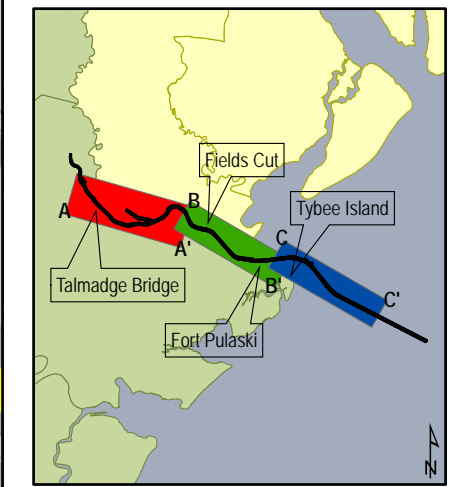 Fields Cut
B
Tybee Island
A
A'
C
Talmadge Bridge
B'
C'
Fort Pulaski
N